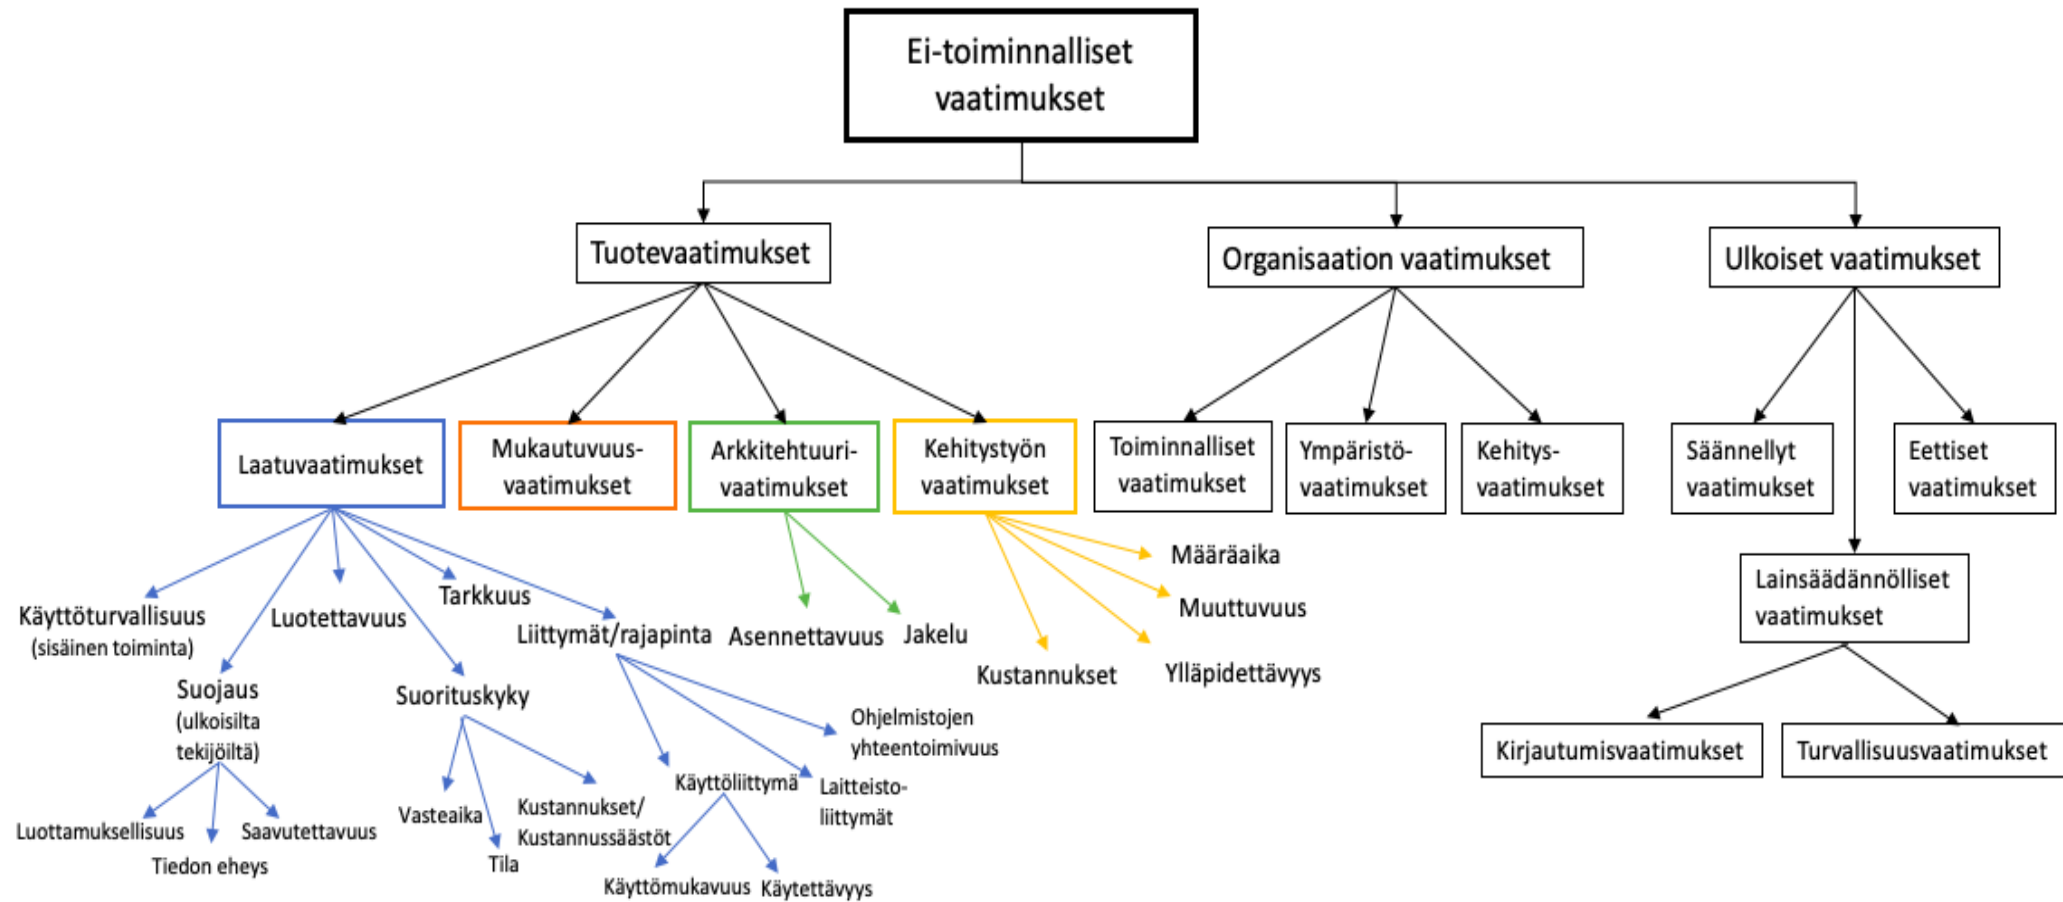 Ei-toiminnalliset
vaatimukset
Tuotevaatimukset
Organisaation vaatimukset
Ulkoiset vaatimukset
Laatuvaatimukset
Mukautuvuus-
vaatimukset
Arkkitehtuuri-
vaatimukset
Kehitystyön
vaatimukset
Toiminnalliset
vaatimukset
Ympäristö-
vaatimukset
Kehitys-
vaatimukset
Säännellyt
vaatimukset
Eettiset
vaatimukset
Käyttöturvallisuus
(sisäinen toiminta)
Suojaus
(ulkoisilta
tekijöiltä)
Luotettavuus
Suorituskyky
Tarkkuus
Liittymät/rajapinta
Asennettavuus
Jakelu
Kustannukset
Määräaika
Muuttuvuus
Ylläpidettävyys
Lainsäädännölliset
vaatimukset
Kirjautumisvaatimukset
Turvallisuusvaatimukset
Luottamuksellisuus
Tiedon eheys
Saavutettavuus
Vasteaika
Tila
Kustannukset/
Kustannussäästöt
Käyttöliittymä
Laitteisto-
liittymät
Ohjelmistojen
yhteentoimivuus
Käyttömukavuus
Käytettävyys